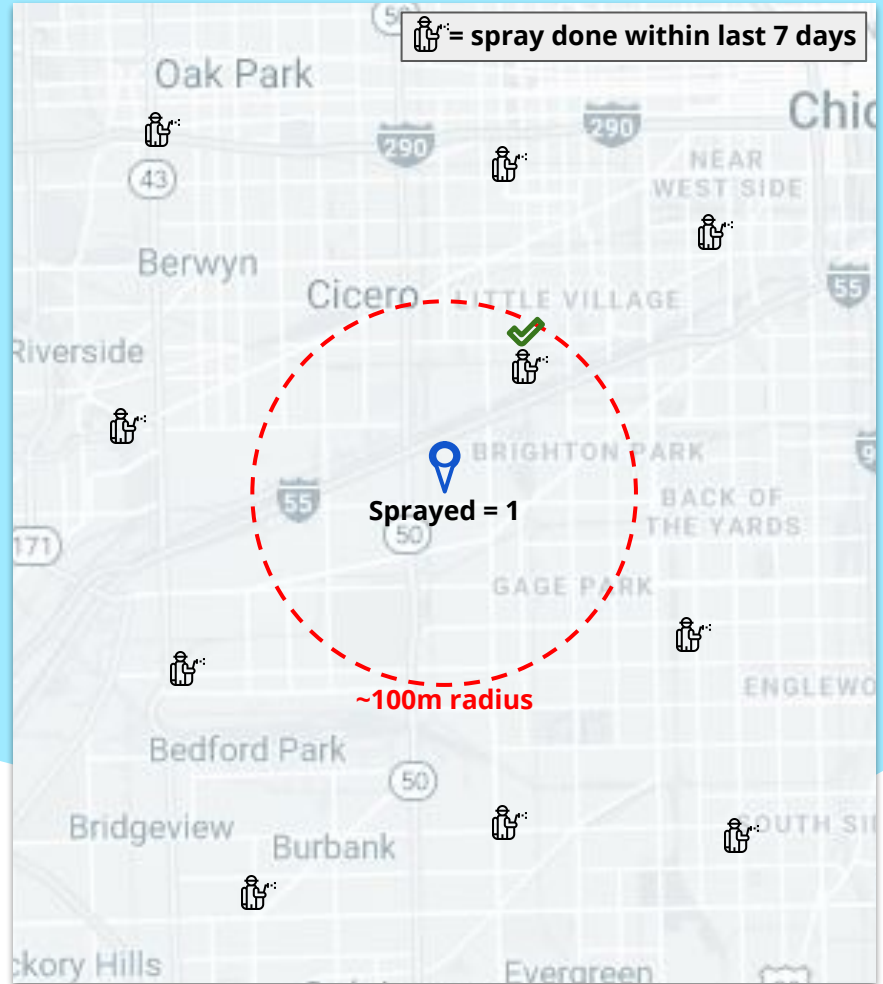 = spray done within last 7 days
Oak Park
Chic
290
290
NEAR
WEST SIDE
43
Berwyn
55
Cicero
LITTLE VILLAGE
Riverside
BRIGHTON PARK
55
BACK OF
THE YARDS
Sprayed = 1
50
171
GAGE PARK
~100m radius
ENGLEWO
Bedford Park
50
Bridgeview
SOUTH SI
Burbank
ckory Hills
Evergreen